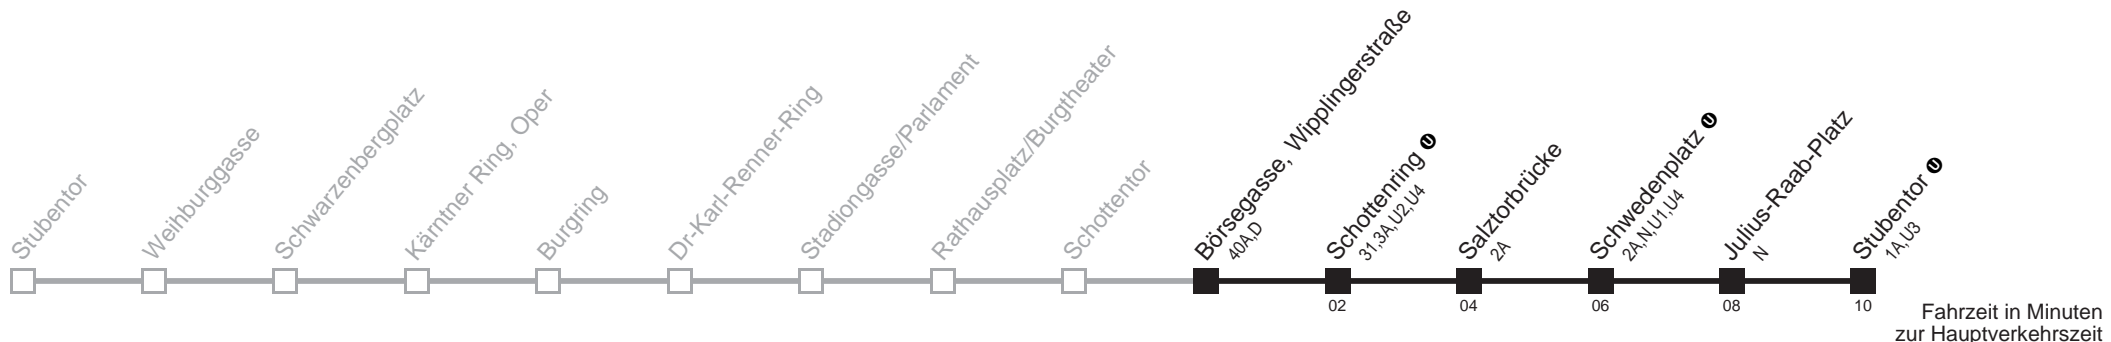 Stubentor
Weihburggasse
Schwarzenbergplatz
Kärntner Ring, Oper
Burgring
Dr-Karl-Renner-Ring
Stadiongasse/Parlament
Rathausplatz/Burgtheater
Schottentor
Börsegasse, Wipplingerstraße
40A,D
Schottenring U
31,3A,U2,U4
02
Salztorbrücke
2A
04
Schwedenplatz U
2A,N,U1,U4
06
Julius-Raab-Platz
N
08
Stubentor U
1A,U3
10
Fahrzeit in Minuten
zur Hauptverkehrszeit